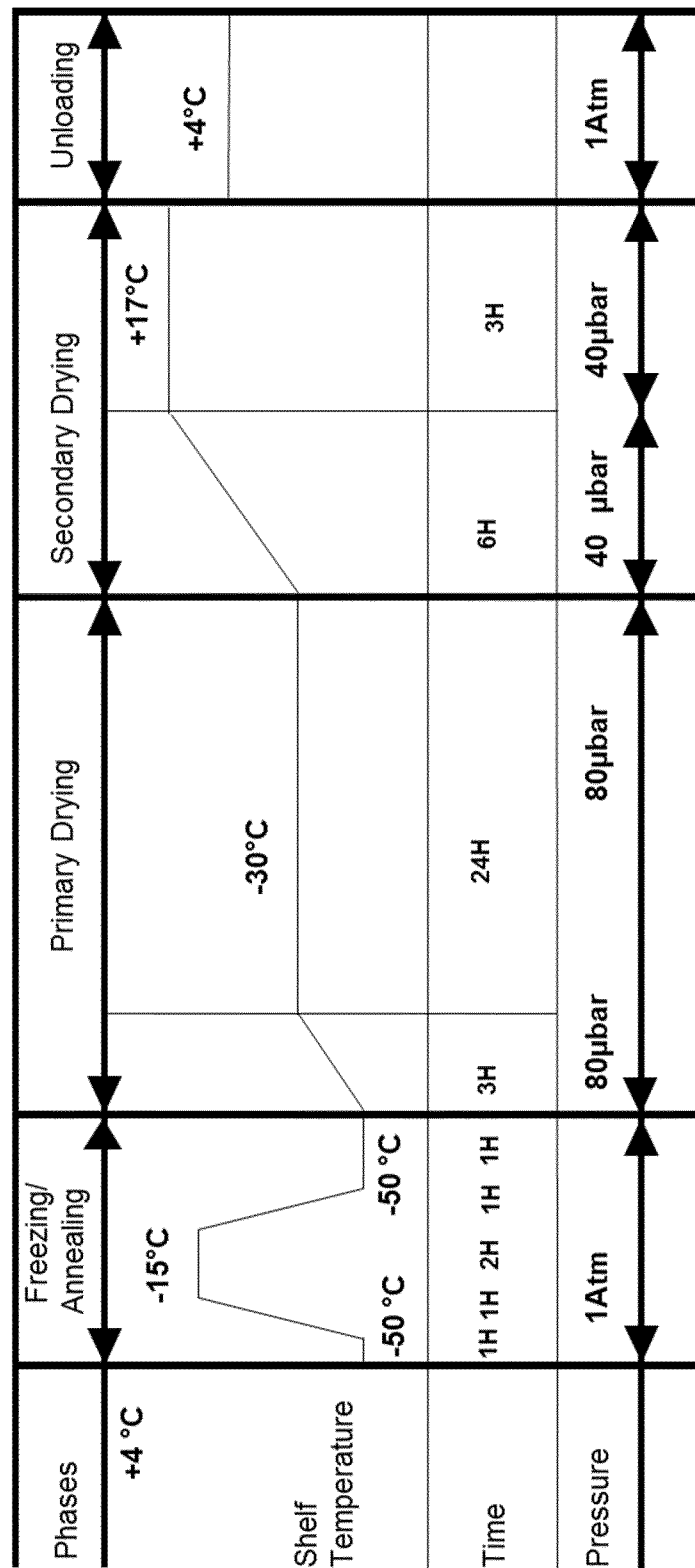 Phases
Freezing/
Annealing
Primary Drying
Secondary Drying
Unloading
+4 °C
-15°C
-30°C
+17°C
+4°C
Shelf
Temperature
-50 °C
-50 °C
Time
1H 1H 2H 1H 1H
3H
24H
6H
3H
Pressure
1Atm
80µbar
80µbar
40 µbar
40µbar
1Atm